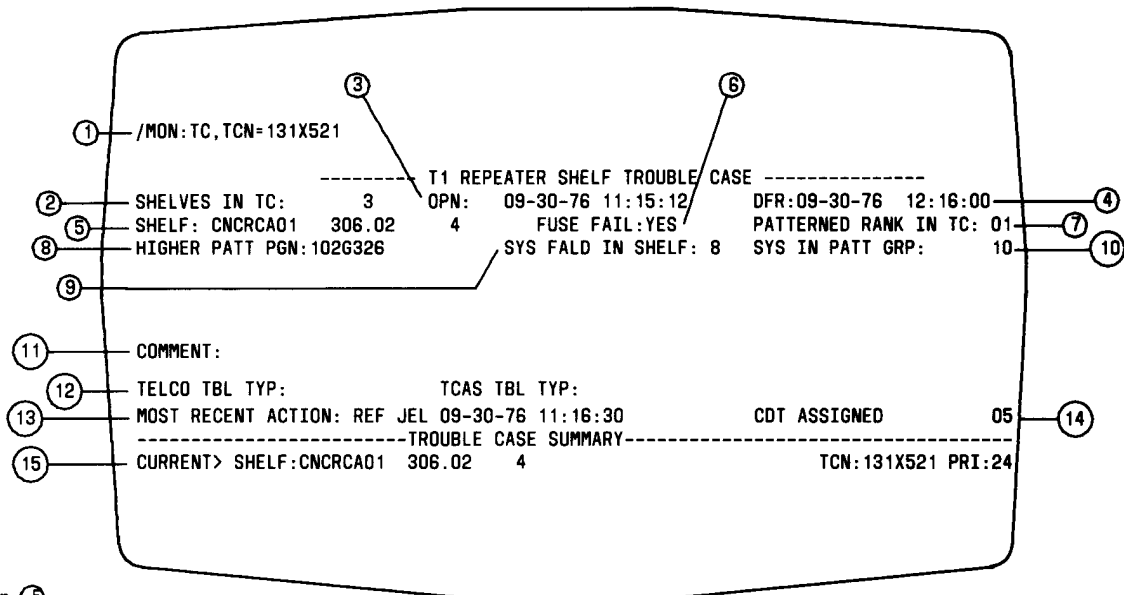 ③ ⑥
① /MON:TC,TCN=131X521
--------- T1 REPEATER SHELF TROUBLE CASE ---------------
② SHELVES IN TC: 3 OPN: 09-30-76 11:15:12 DFR:09-30-76 12:16:00 ④
⑤ SHELF: CNCRCA01 306.02 4 FUSE FAIL:YES PATTERNED RANK IN TC: 01 ⑦
⑧ HIGHER PATT PGN:102G326 SYS FALD IN SHELF: 8 SYS IN PATT GRP: 10 ⑩
⑨
⑪ COMMENT:
⑫ TELCO TBL TYP: TCAS TBL TYP:
⑬ MOST RECENT ACTION: REF JEL 09-30-76 11:16:30 CDT ASSIGNED 05 ⑭
-------------------------TROUBLE CASE SUMMARY------------------------------------
⑮ CURRENT> SHELF:CNCRCA01 306.02 4 TCN:131X521 PRI:24
⑤